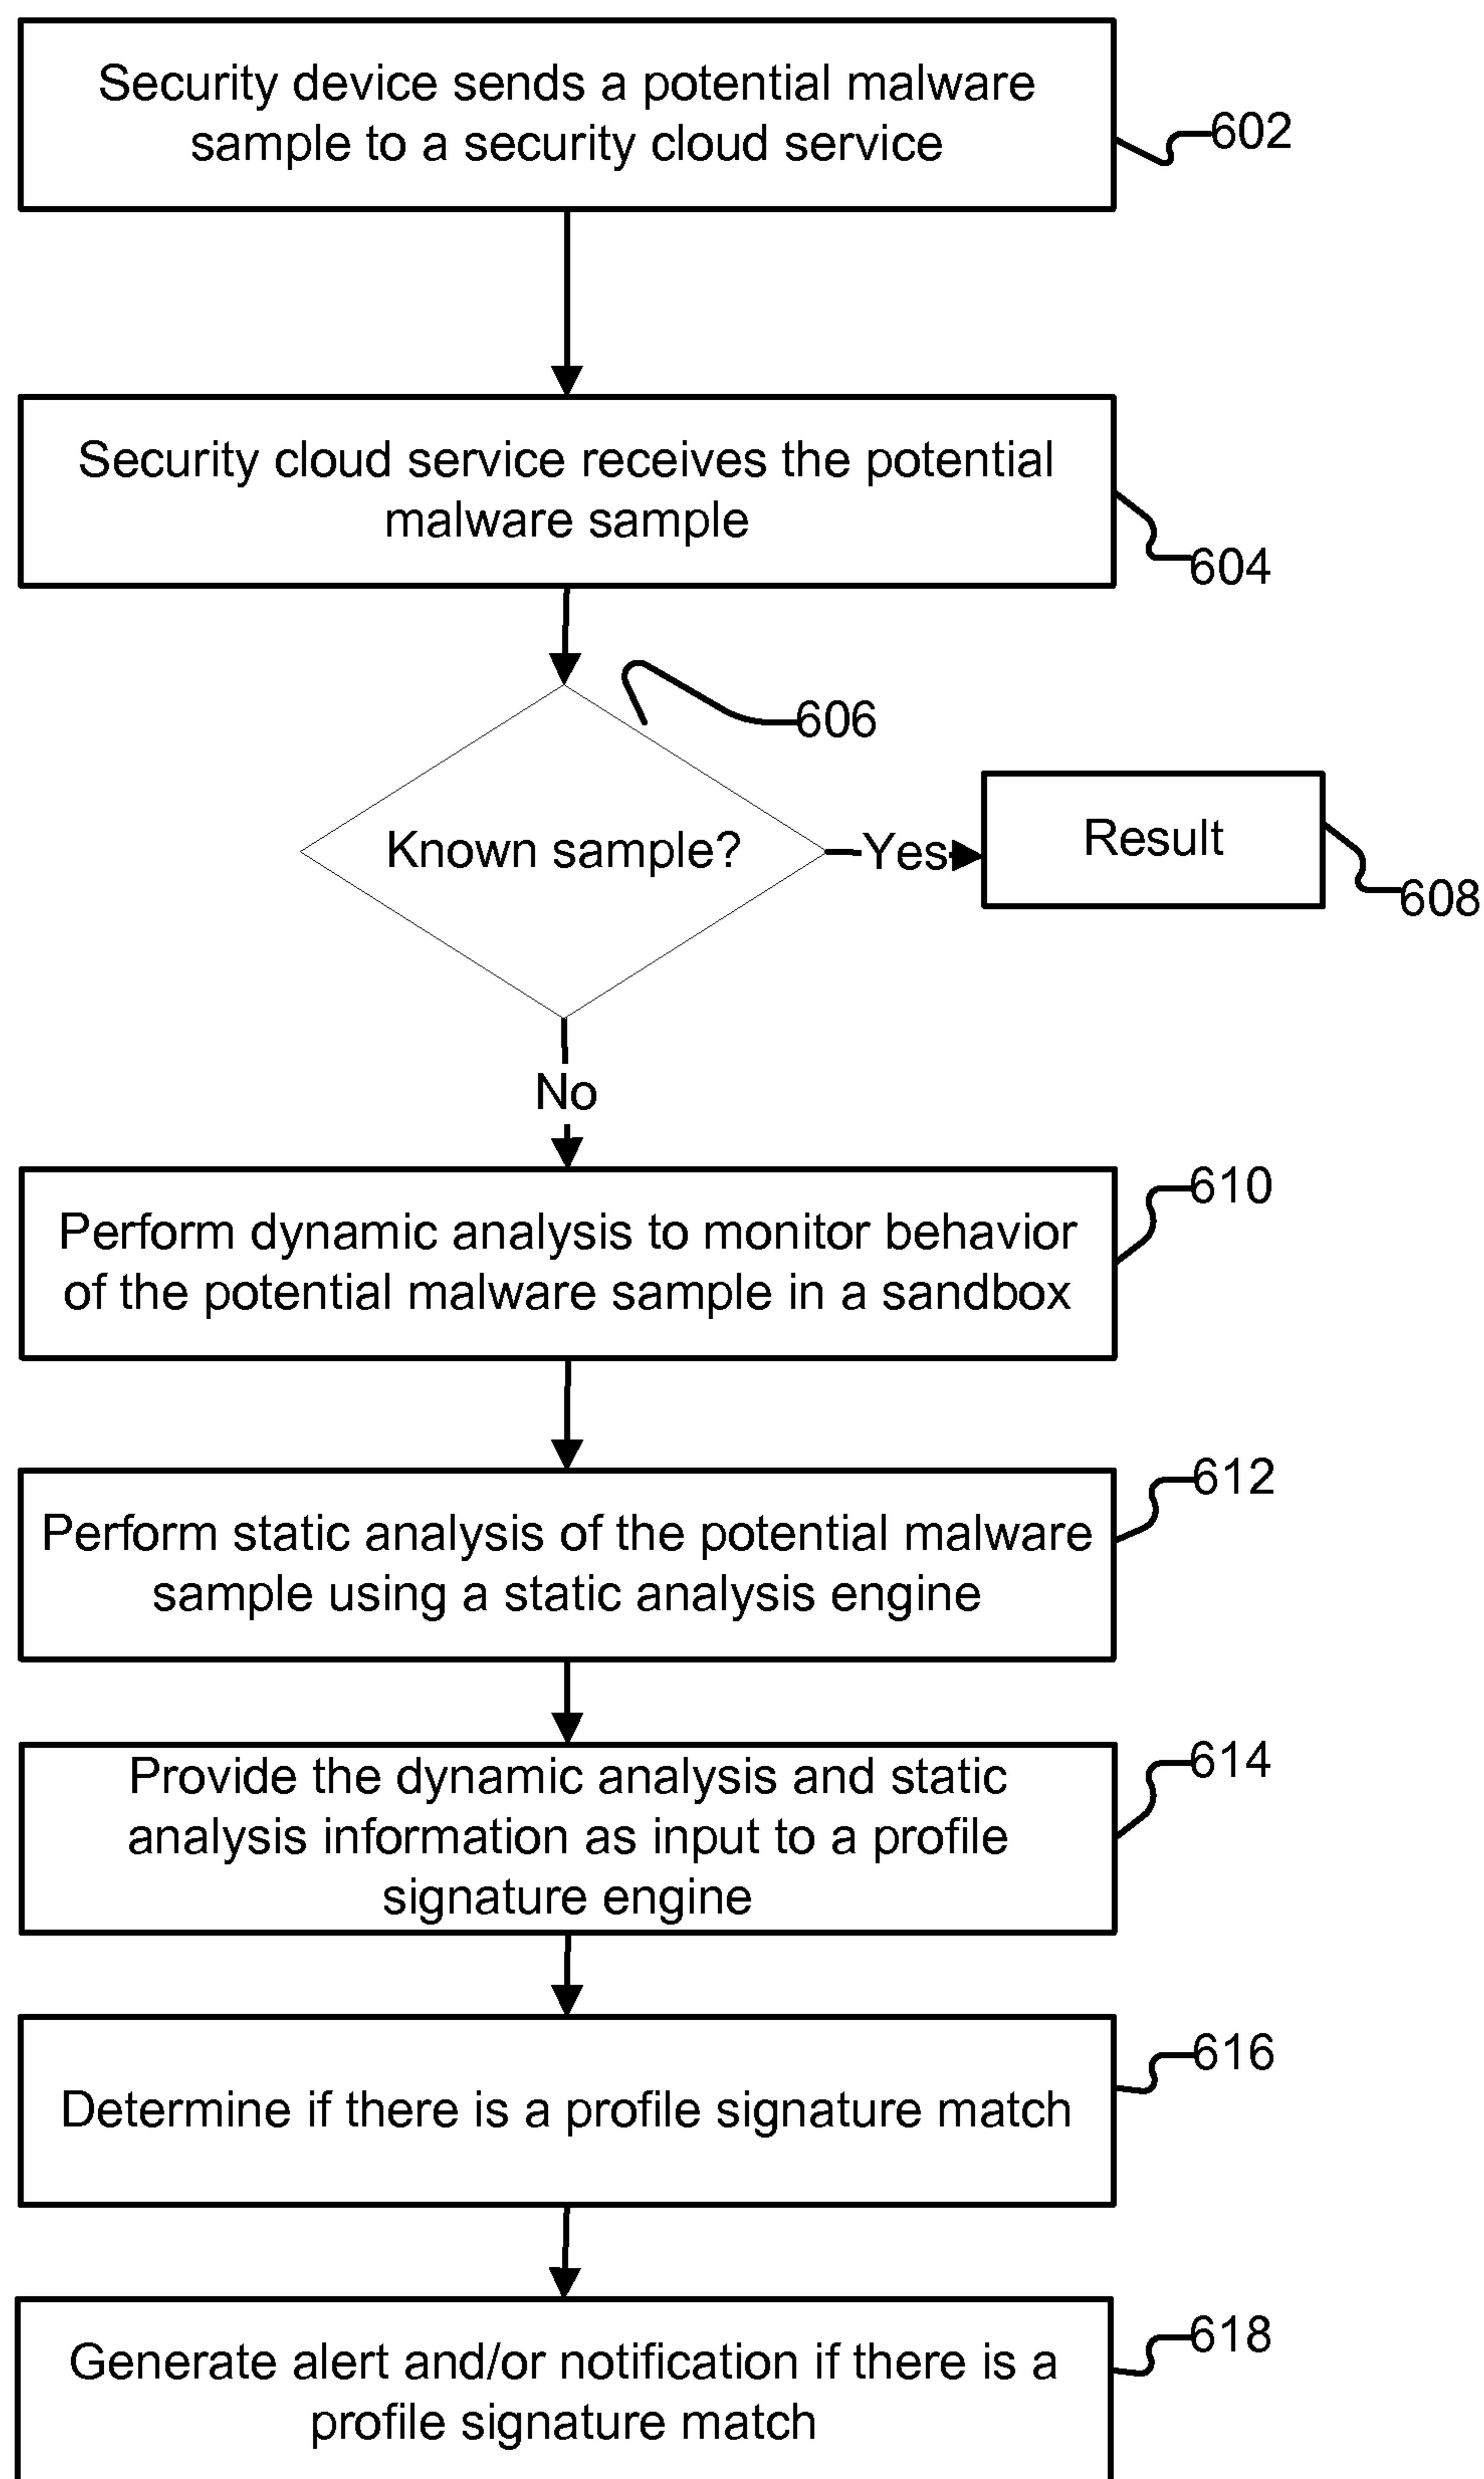 Security device sends a potential malware
sample to a security cloud service
602
Security cloud service receives the potential
malware sample
604
606
Known sample?
Yes
Result
608
No
610
Perform dynamic analysis to monitor behavior
of the potential malware sample in a sandbox
612
Perform static analysis of the potential malware
sample using a static analysis engine
614
Provide the dynamic analysis and static
analysis information as input to a profile
signature engine
616
Determine if there is a profile signature match
618
Generate alert and/or notification if there is a
profile signature match